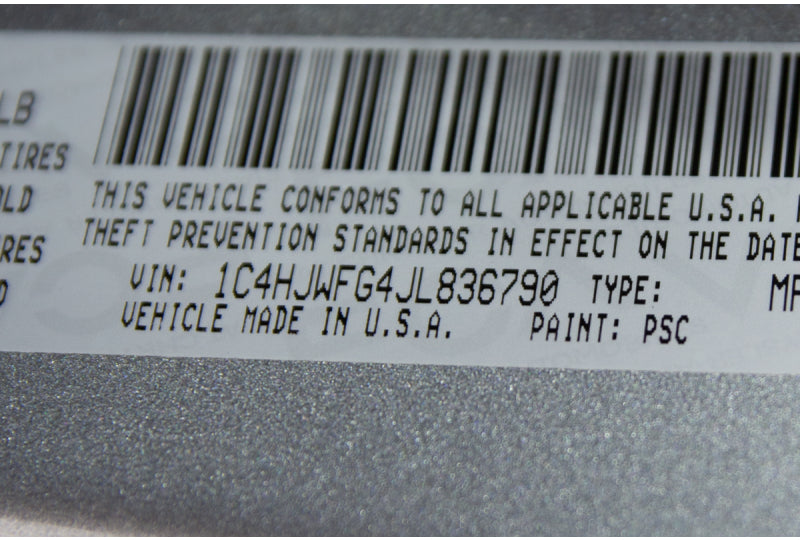 LB
TIRES
OLD
RES
THIS VEHICLE CONFORMS TO ALL APPLICABLE U.S.A.
THEFT PREVENTION STANDARDS IN EFFECT ON THE DATE
VIN: 1C4HJWFG4JL836790 TYPE: MP
VEHICLE MADE IN U.S.A. PAINT: PSC